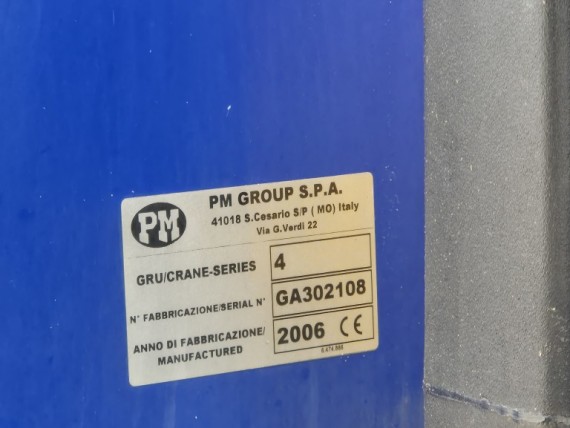 PM
PM GROUP S.P.A.
41018 S.Cesario S/P ( MO) Italy
Via G.Verdi 22
GRU/CRANE-SERIES 4
N° FABBRICAZIONE/SERIAL N° GA302108
ANNO DI FABBRICAZIONE/
MANUFACTURED 2006 CE